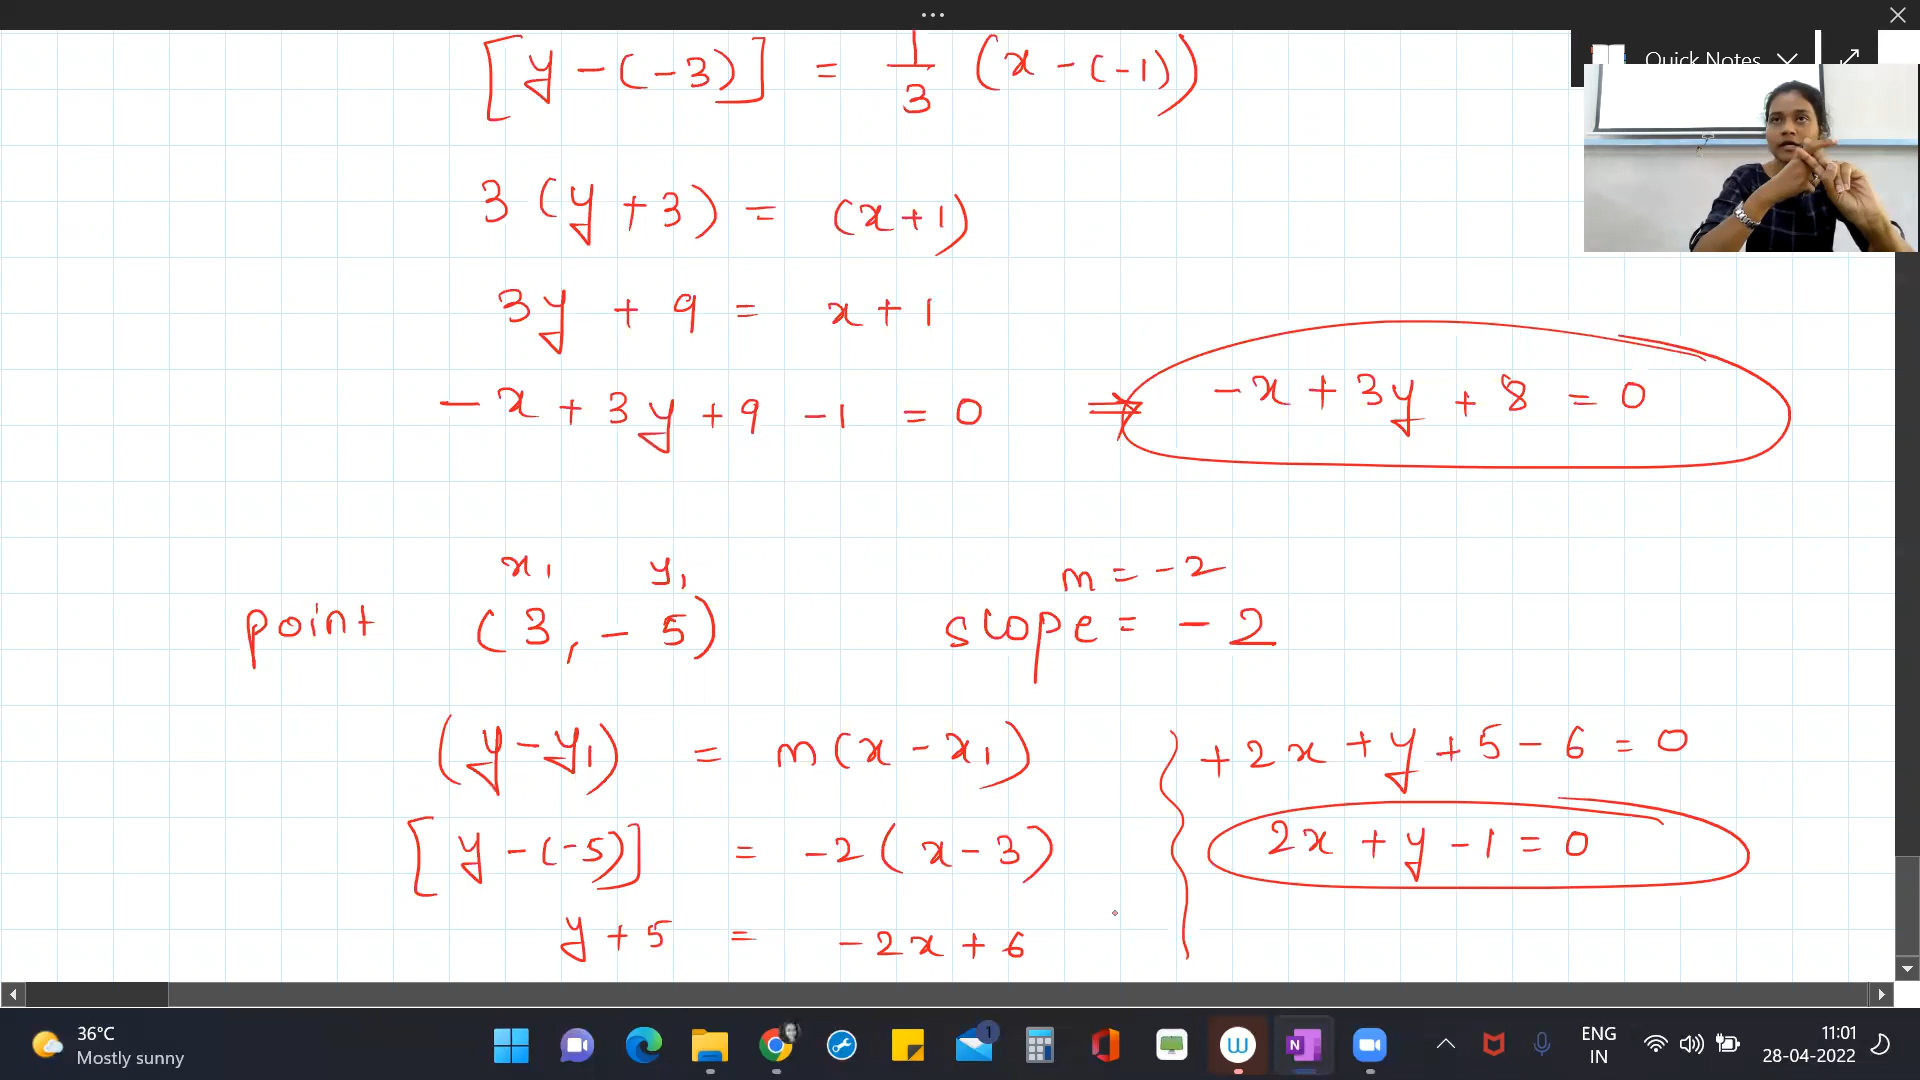 Quick Notes
[y-(-3)] = 1/3 (x-(-1))
3(y+3) = (x+1)
3y + 9 = x+1
-x+3y+9-1 = 0 ⇒ -x+3y+8=0
x₁ y₁ m = -2
point (3,-5) slope = -2
(y-y₁) = m(x-x₁) +2x+y+5-6=0
[y-(-5)] = -2(x-3) 2x+y-1=0
y+5 = -2x+6
36°C
Mostly sunny
1
ENG
IN
11:01
28-04-2022